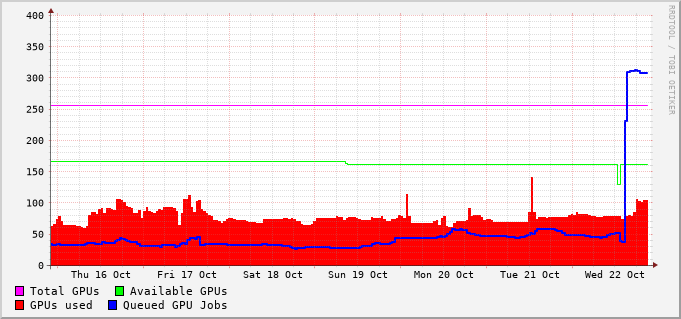 400
350
300
250
200
150
100
50
0
Thu 16 Oct Fri 17 Oct Sat 18 Oct Sun 19 Oct Mon 20 Oct Tue 21 Oct Wed 22 Oct
Total GPUs Available GPUs
GPUs used Queued GPU Jobs
RRDTOOL / TOBI OETIKER